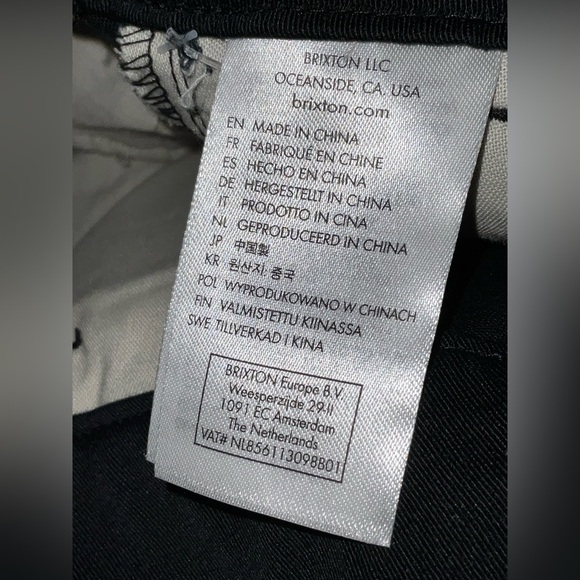 BRIXTON LLC
OCEANSIDE, CA. USA
brixton.com
EN MADE IN CHINA
FR FABRIQUÉ EN CHINE
ES HECHO EN CHINA
DE HERGESTELLT IN CHINA
IT PRODOTTO IN CINA
NL GEPRODUCEERD IN CHINA
JP 中国製
KR 원산지: 중국
POL WYPRODUKOWANO W CHINACH
FIN VALMISTETTU KIINASSA
SWE TILLVERKAD I KINA
BRIXTON Europe B.V.
Weesperzijde 29-II
1091 EC Amsterdam
The Netherlands
VAT# NL856113098B01